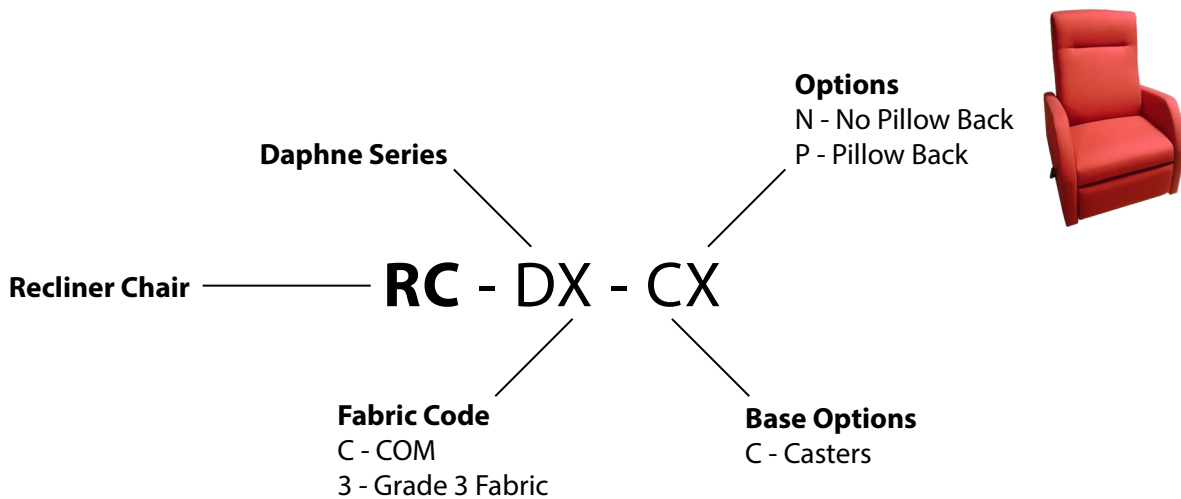 Options
N - No Pillow Back
P - Pillow Back
Daphne Series
Recliner Chair
RC - DX - CX
Fabric Code
C - COM
3 - Grade 3 Fabric
Base Options
C - Casters